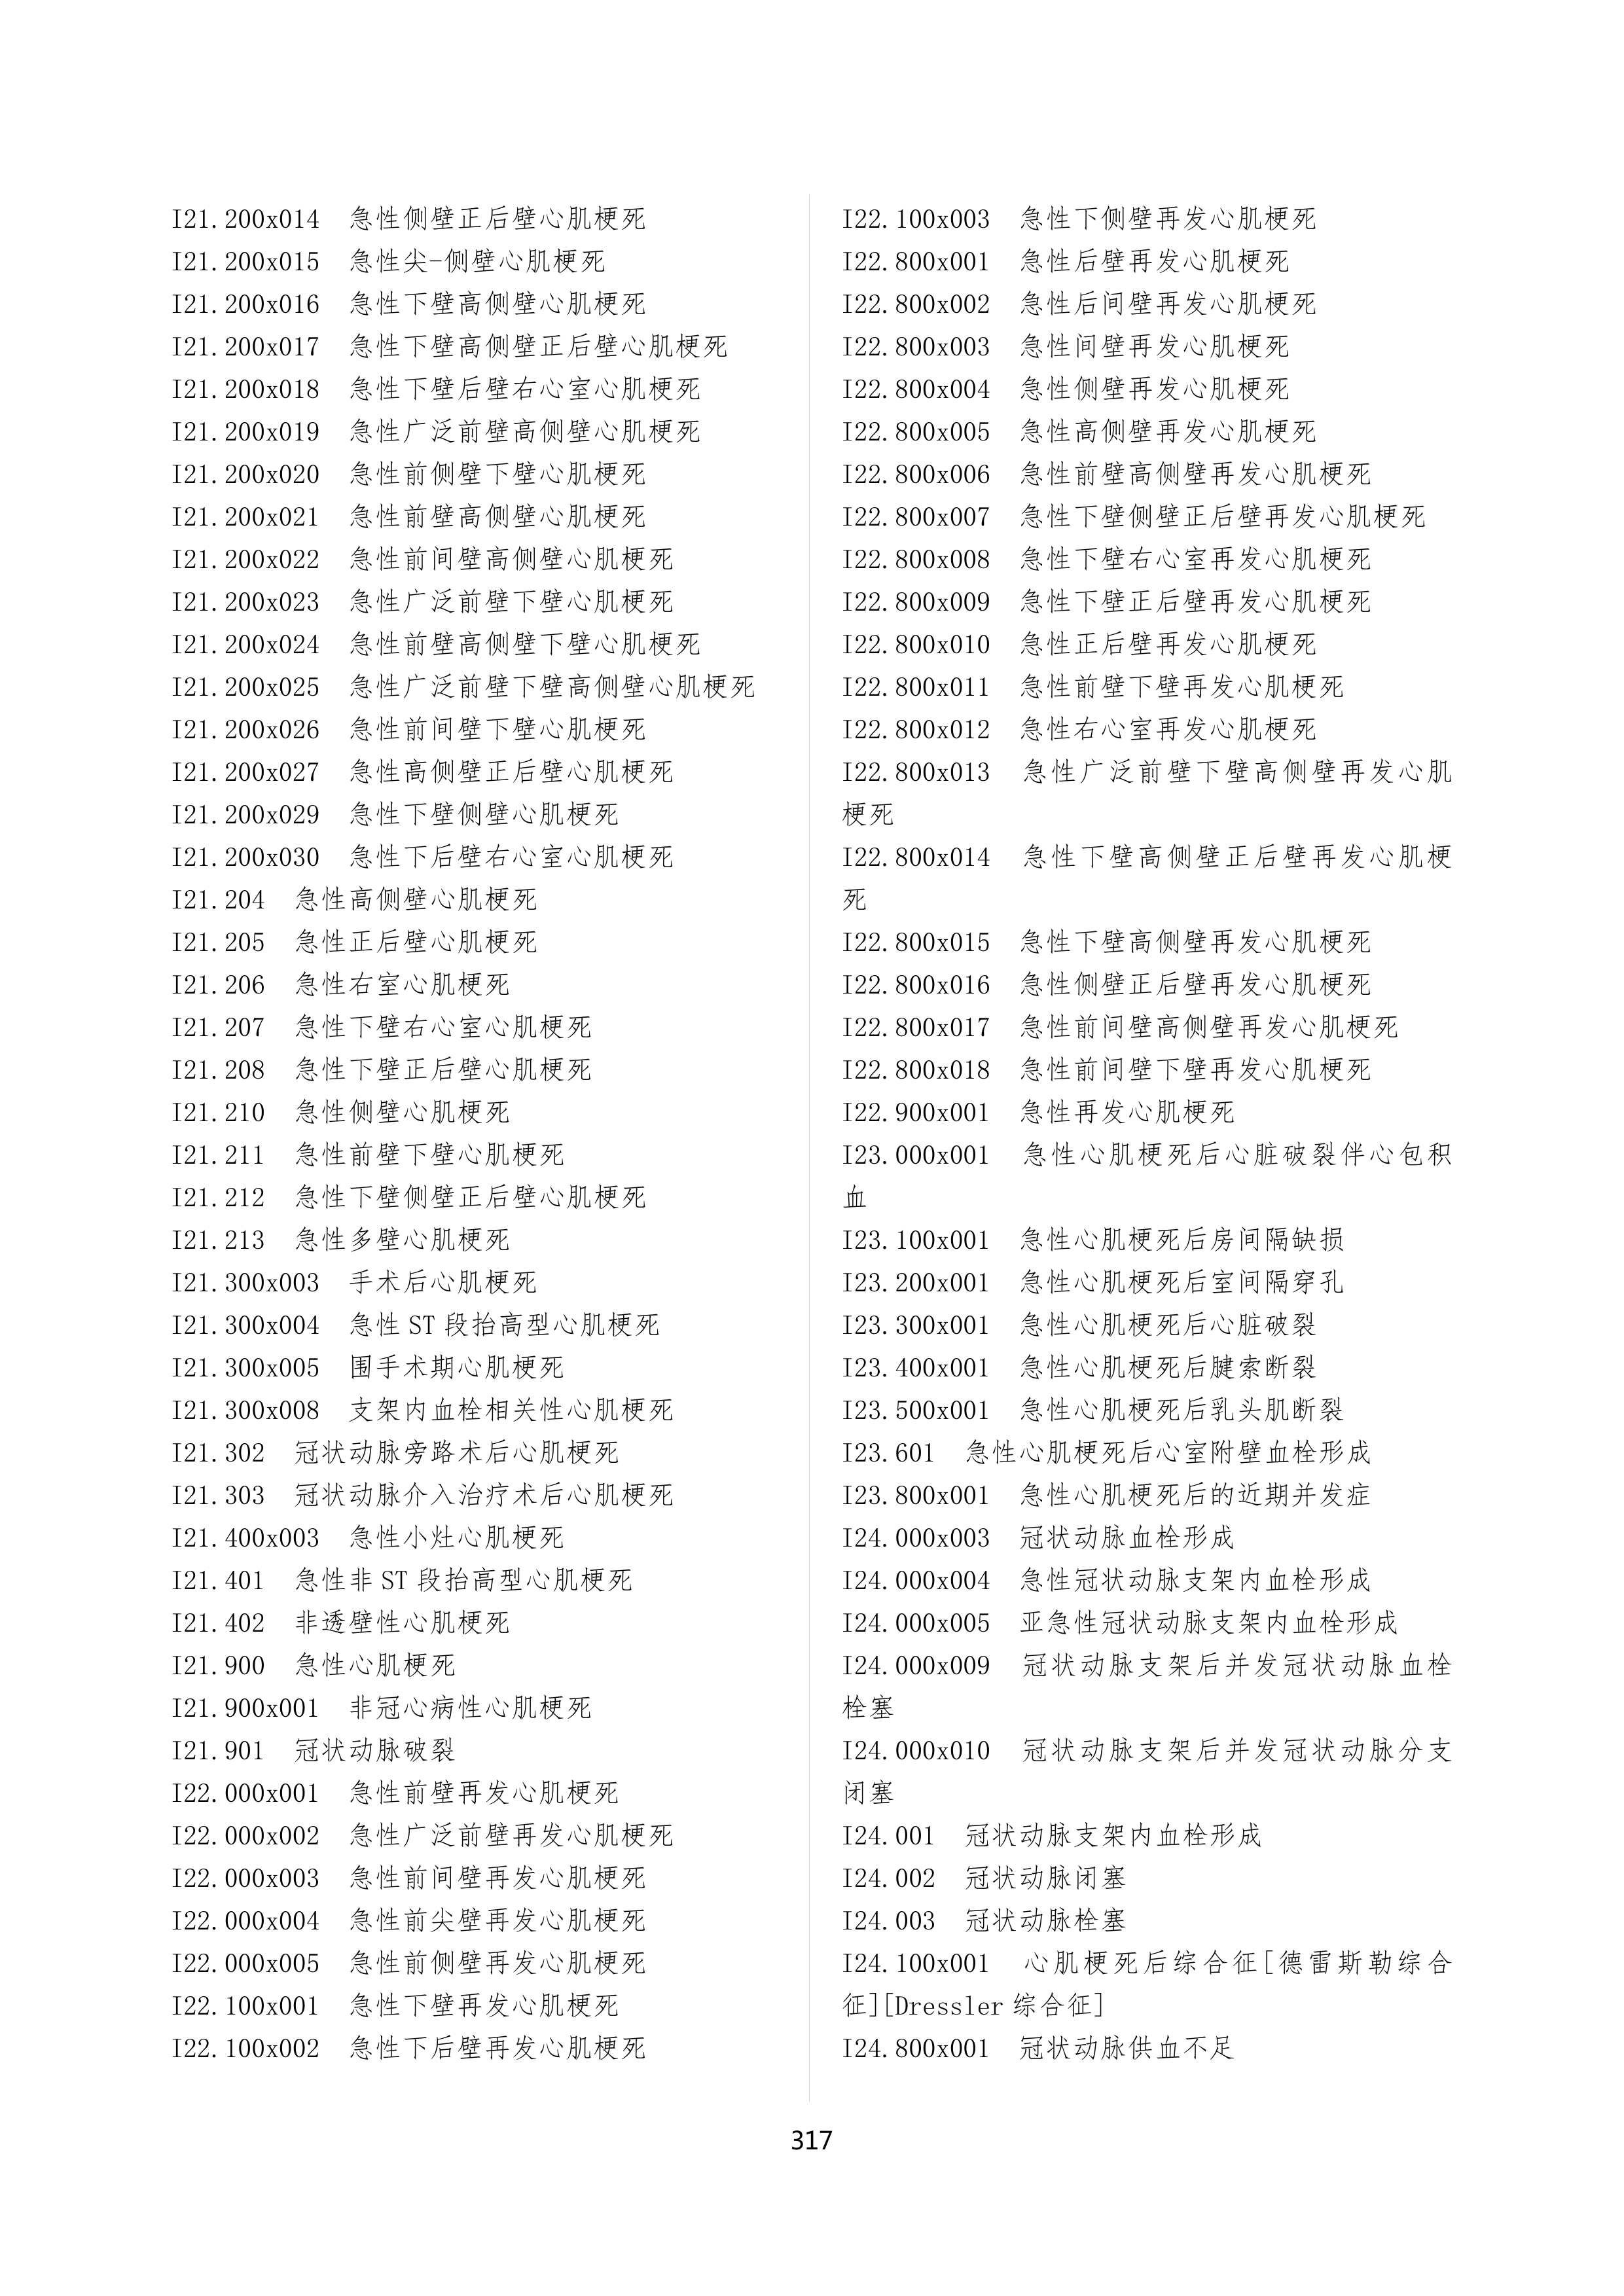 I21.200x014 急性侧壁正后壁心肌梗死
I21.200x015 急性尖-侧壁心肌梗死
I21.200x016 急性下壁高侧壁心肌梗死
I21.200x017 急性下壁高侧壁正后壁心肌梗死
I21.200x018 急性下壁后壁右心室心肌梗死
I21.200x019 急性广泛前壁高侧壁心肌梗死
I21.200x020 急性前侧壁下壁心肌梗死
I21.200x021 急性前壁高侧壁心肌梗死
I21.200x022 急性前间壁高侧壁心肌梗死
I21.200x023 急性广泛前壁下壁心肌梗死
I21.200x024 急性前壁高侧壁下壁心肌梗死
I21.200x025 急性广泛前壁下壁高侧壁心肌梗死
I21.200x026 急性前间壁下壁心肌梗死
I21.200x027 急性高侧壁正后壁心肌梗死
I21.200x029 急性下壁侧壁心肌梗死
I21.200x030 急性下后壁右心室心肌梗死
I21.204 急性高侧壁心肌梗死
I21.205 急性正后壁心肌梗死
I21.206 急性右室心肌梗死
I21.207 急性下壁右心室心肌梗死
I21.208 急性下壁正后壁心肌梗死
I21.210 急性侧壁心肌梗死
I21.211 急性前壁下壁心肌梗死
I21.212 急性下壁侧壁正后壁心肌梗死
I21.213 急性多壁心肌梗死
I21.300x003 手术后心肌梗死
I21.300x004 急性 ST 段抬高型心肌梗死
I21.300x005 围手术期心肌梗死
I21.300x008 支架内血栓相关性心肌梗死
I21.302 冠状动脉旁路术后心肌梗死
I21.303 冠状动脉介入治疗术后心肌梗死
I21.400x003 急性小灶心肌梗死
I21.401 急性非 ST 段抬高型心肌梗死
I21.402 非透壁性心肌梗死
I21.900 急性心肌梗死
I21.900x001 非冠心病性心肌梗死
I21.901 冠状动脉破裂
I22.000x001 急性前壁再发心肌梗死
I22.000x002 急性广泛前壁再发心肌梗死
I22.000x003 急性前间壁再发心肌梗死
I22.000x004 急性前尖壁再发心肌梗死
I22.000x005 急性前侧壁再发心肌梗死
I22.100x001 急性下壁再发心肌梗死
I22.100x002 急性下后壁再发心肌梗死
I22.100x003 急性下侧壁再发心肌梗死
I22.800x001 急性后壁再发心肌梗死
I22.800x002 急性后间壁再发心肌梗死
I22.800x003 急性间壁再发心肌梗死
I22.800x004 急性侧壁再发心肌梗死
I22.800x005 急性高侧壁再发心肌梗死
I22.800x006 急性前壁高侧壁再发心肌梗死
I22.800x007 急性下壁侧壁正后壁再发心肌梗死
I22.800x008 急性下壁右心室再发心肌梗死
I22.800x009 急性下壁正后壁再发心肌梗死
I22.800x010 急性正后壁再发心肌梗死
I22.800x011 急性前壁下壁再发心肌梗死
I22.800x012 急性右心室再发心肌梗死
I22.800x013 急性广泛前壁下壁高侧壁再发心肌
梗死
I22.800x014 急性下壁高侧壁正后壁再发心肌梗
死
I22.800x015 急性下壁高侧壁再发心肌梗死
I22.800x016 急性侧壁正后壁再发心肌梗死
I22.800x017 急性前间壁高侧壁再发心肌梗死
I22.800x018 急性前间壁下壁再发心肌梗死
I22.900x001 急性再发心肌梗死
I23.000x001 急性心肌梗死后心脏破裂伴心包积
血
I23.100x001 急性心肌梗死后房间隔缺损
I23.200x001 急性心肌梗死后室间隔穿孔
I23.300x001 急性心肌梗死后心脏破裂
I23.400x001 急性心肌梗死后腱索断裂
I23.500x001 急性心肌梗死后乳头肌断裂
I23.601 急性心肌梗死后心室附壁血栓形成
I23.800x001 急性心肌梗死后的近期并发症
I24.000x003 冠状动脉血栓形成
I24.000x004 急性冠状动脉支架内血栓形成
I24.000x005 亚急性冠状动脉支架内血栓形成
I24.000x009 冠状动脉支架后并发冠状动脉血栓
栓塞
I24.000x010 冠状动脉支架后并发冠状动脉分支
闭塞
I24.001 冠状动脉支架内血栓形成
I24.002 冠状动脉闭塞
I24.003 冠状动脉栓塞
I24.100x001 心肌梗死后综合征[德雷斯勒综合
征][Dressler 综合征]
I24.800x001 冠状动脉供血不足
317